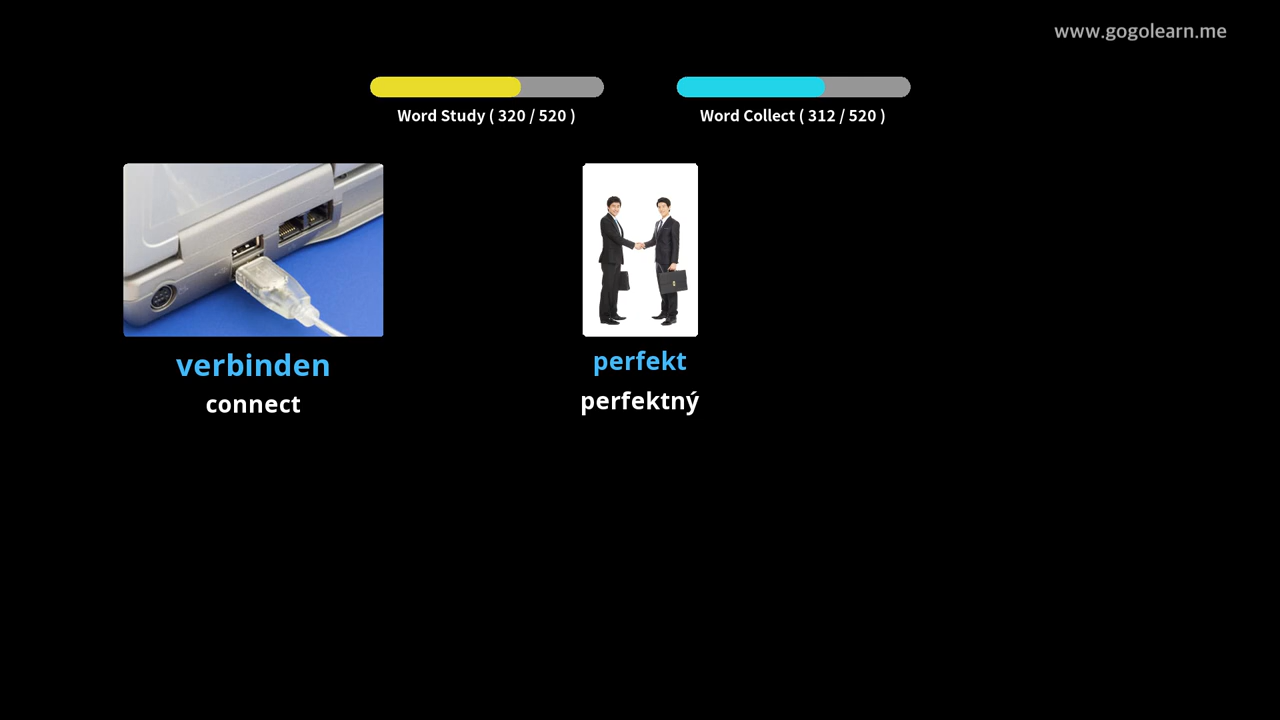 www.gogolearn.me
Word Study ( 320 / 520 )
Word Collect ( 312 / 520 )
verbinden
connect
perfekt
perfektný